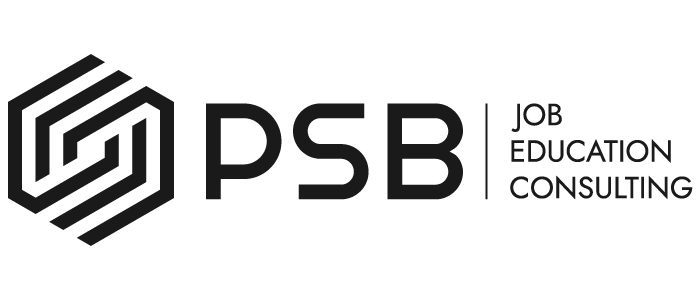 PSB
JOB
EDUCATION
CONSULTING